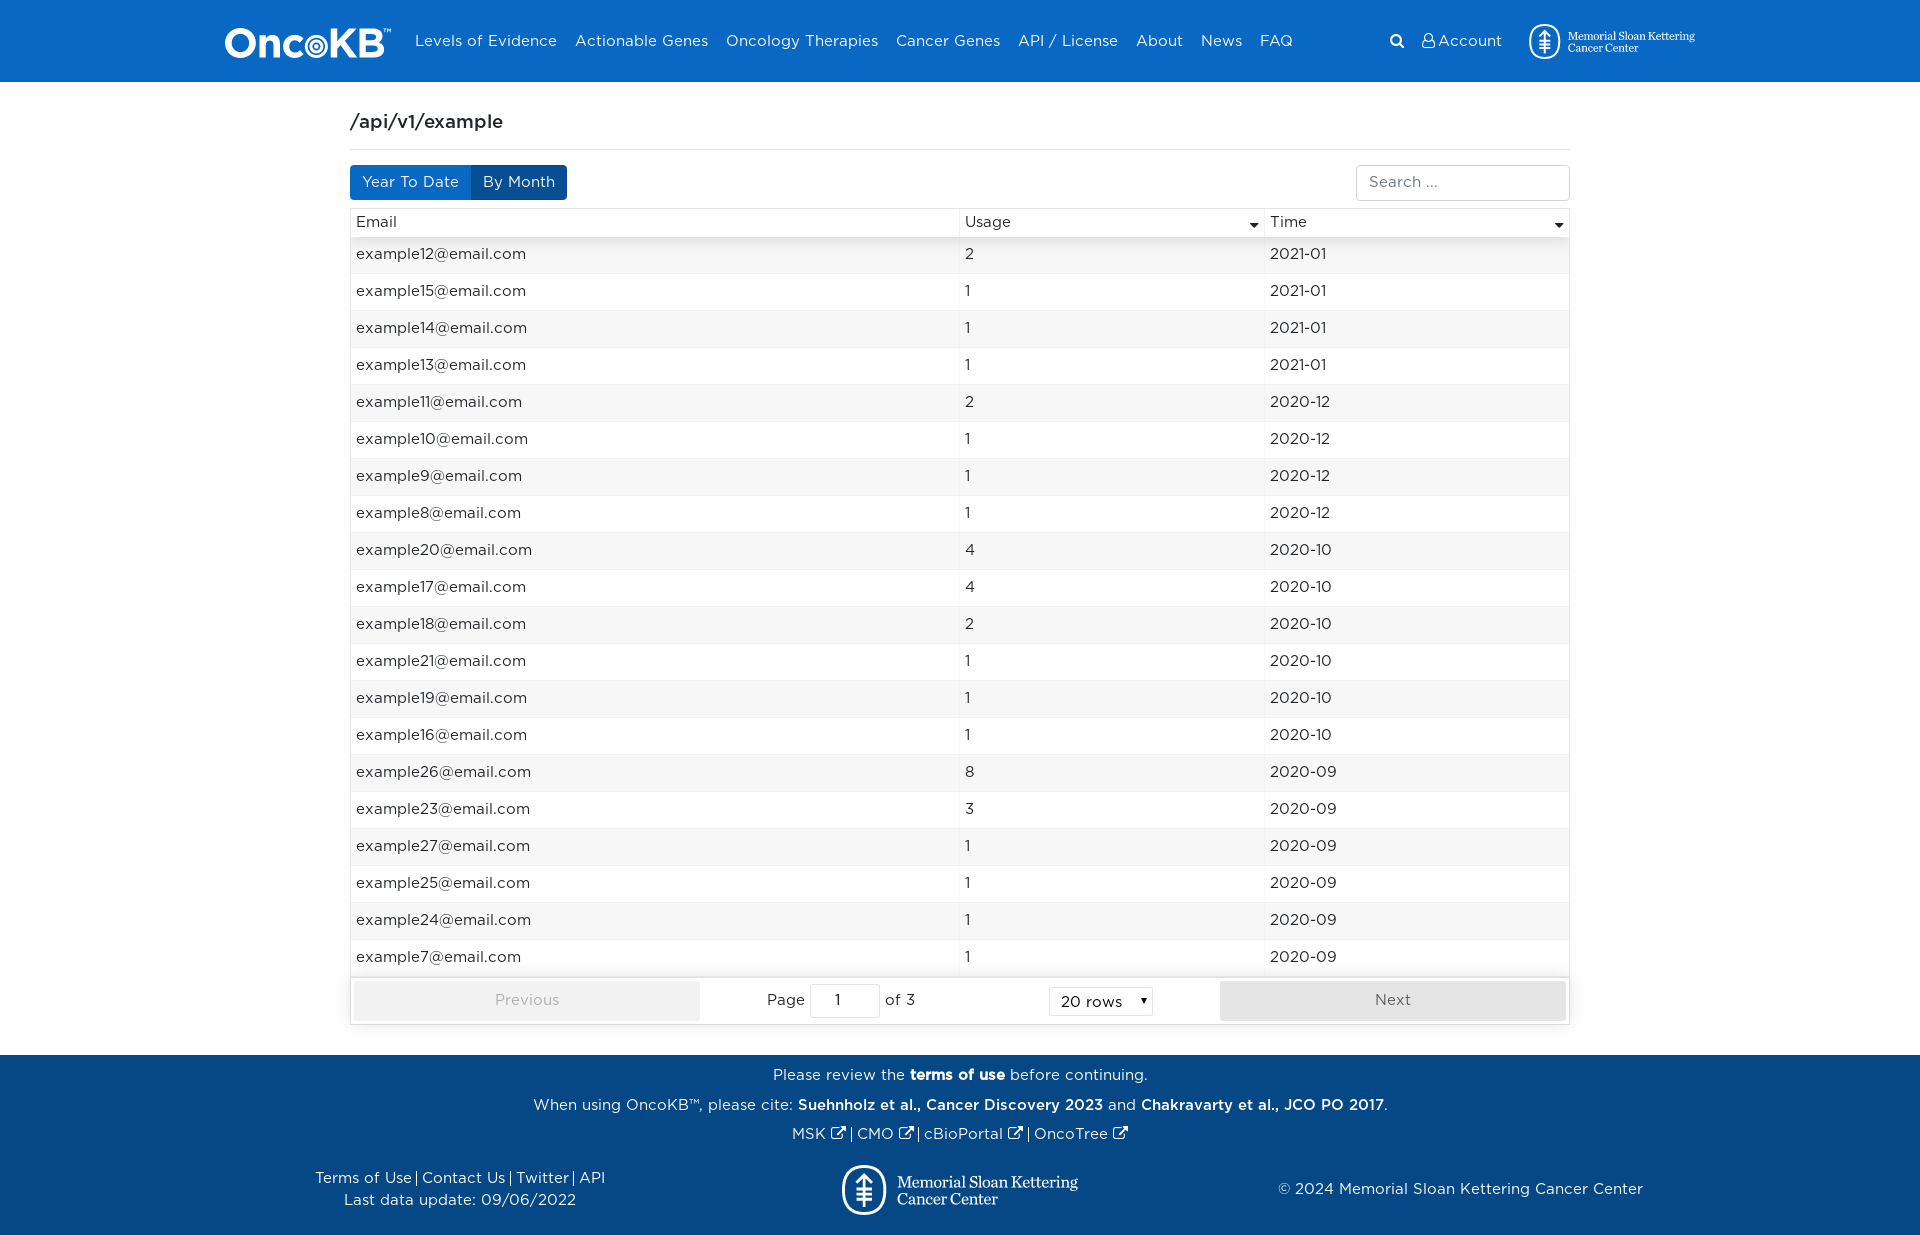 OncoKB™ Levels of Evidence Actionable Genes Oncology Therapies Cancer Genes API / License About News FAQ Account Memorial Sloan Kettering
Cancer Center
/api/v1/example
Year To Date By Month Search ...
Email Usage Time
example12@email.com 2 2021-01
example15@email.com 1 2021-01
example14@email.com 1 2021-01
example13@email.com 1 2021-01
example11@email.com 2 2020-12
example10@email.com 1 2020-12
example9@email.com 1 2020-12
example8@email.com 1 2020-12
example20@email.com 4 2020-10
example17@email.com 4 2020-10
example18@email.com 2 2020-10
example21@email.com 1 2020-10
example19@email.com 1 2020-10
example16@email.com 1 2020-10
example26@email.com 8 2020-09
example23@email.com 3 2020-09
example27@email.com 1 2020-09
example25@email.com 1 2020-09
example24@email.com 1 2020-09
example7@email.com 1 2020-09
Previous Page 1 of 3 20 rows Next
Please review the terms of use before continuing.
When using OncoKB™, please cite: Suehnholz et al., Cancer Discovery 2023 and Chakravarty et al., JCO PO 2017.
MSK | CMO | cBioPortal | OncoTree
Terms of Use | Contact Us | Twitter | API
Last data update: 09/06/2022
Memorial Sloan Kettering
Cancer Center
© 2024 Memorial Sloan Kettering Cancer Center